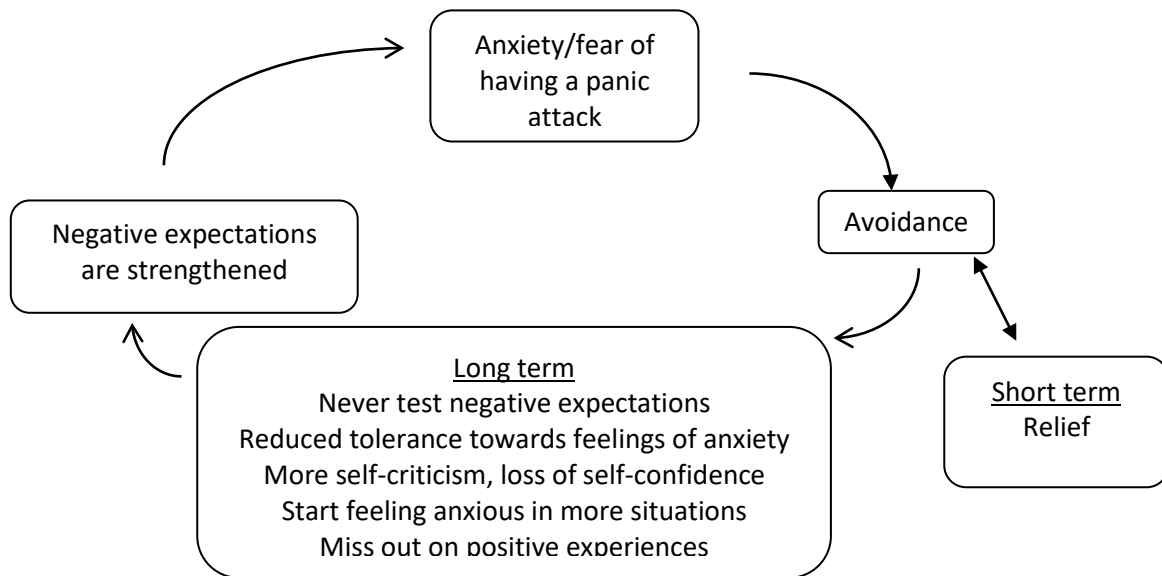 Anxiety/fear of
having a panic
attack
Avoidance
Short term
Relief
Long term
Never test negative expectations
Reduced tolerance towards feelings of anxiety
More self-criticism, loss of self-confidence
Start feeling anxious in more situations
Miss out on positive experiences
Negative expectations
are strengthened